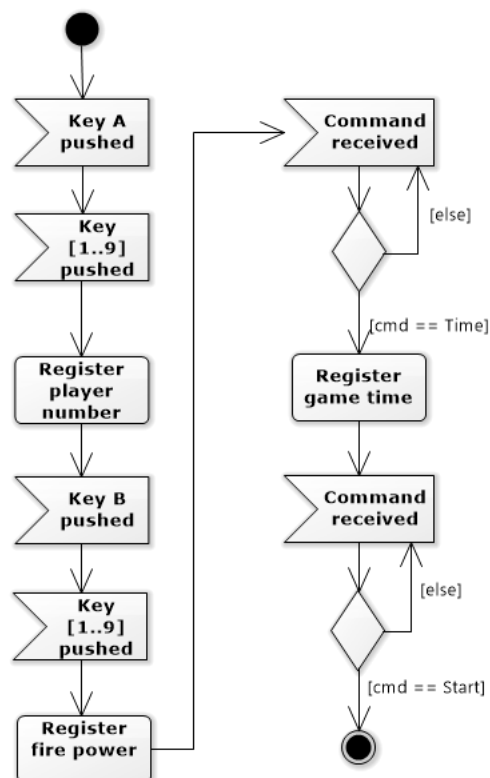 Key A
pushed
Key
[1..9]
pushed
Register
player
number
Key B
pushed
Key
[1..9]
pushed
Register
fire power
Command
received
[else]
[cmd == Time]
Register
game time
Command
received
[else]
[cmd == Start]